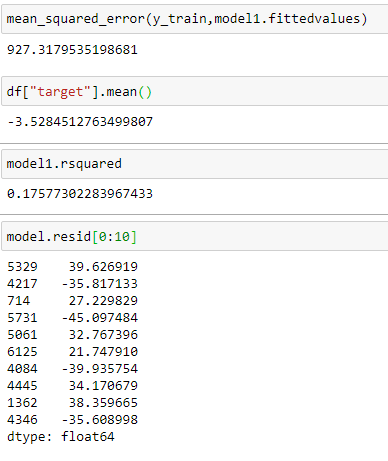 mean_squared_error(y_train,model1.fittedvalues)
927.3179535198681
df["target"].mean()
-3.5284512763499807
model1.rsquared
0.17577302283967433
model.resid[0:10]
5329    39.626919
4217   -35.817133
714     27.229829
5731   -45.097484
5061    32.767396
6125    21.747910
4084   -39.935754
4445    34.170679
1362    38.359665
4346   -35.608998
dtype: float64